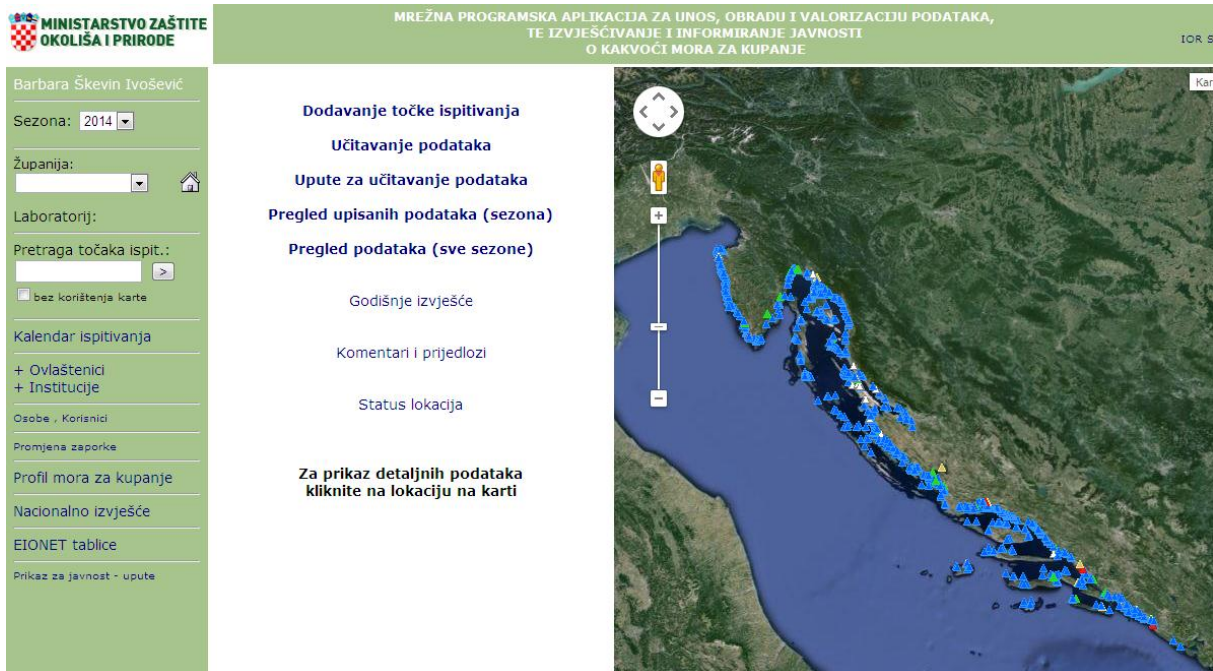 MINISTARSTVO ZAŠTITE
OKOLIŠA I PRIRODE
MREŽNA PROGRAMSKA APLIKACIJA ZA UNOS, OBRADU I VALORIZACIJU PODATAKA,
TE IZVJEŠĆIVANJE I INFORMIRANJE JAVNOSTI
O KAKVOĆI MORA ZA KUPANJE
IOR S
Barbara Škevin Ivošević
Sezona: 2014
Županija:
Laboratorij:
Pretraga točaka ispit.:
>
bez korištenja karte
Kalendar ispitivanja
+ Ovlaštenici
+ Institucije
Osobe , Korisnici
Promjena zaporke
Profil mora za kupanje
Nacionalno izvješće
EIONET tablice
Prikaz za javnost - upute
Dodavanje točke ispitivanja
Učitavanje podataka
Upute za učitavanje podataka
Pregled upisanih podataka (sezona)
Pregled podataka (sve sezone)
Godišnje izvješće
Komentari i prijedlozi
Status lokacija
Za prikaz detaljnih podataka
kliknite na lokaciju na karti
Kar